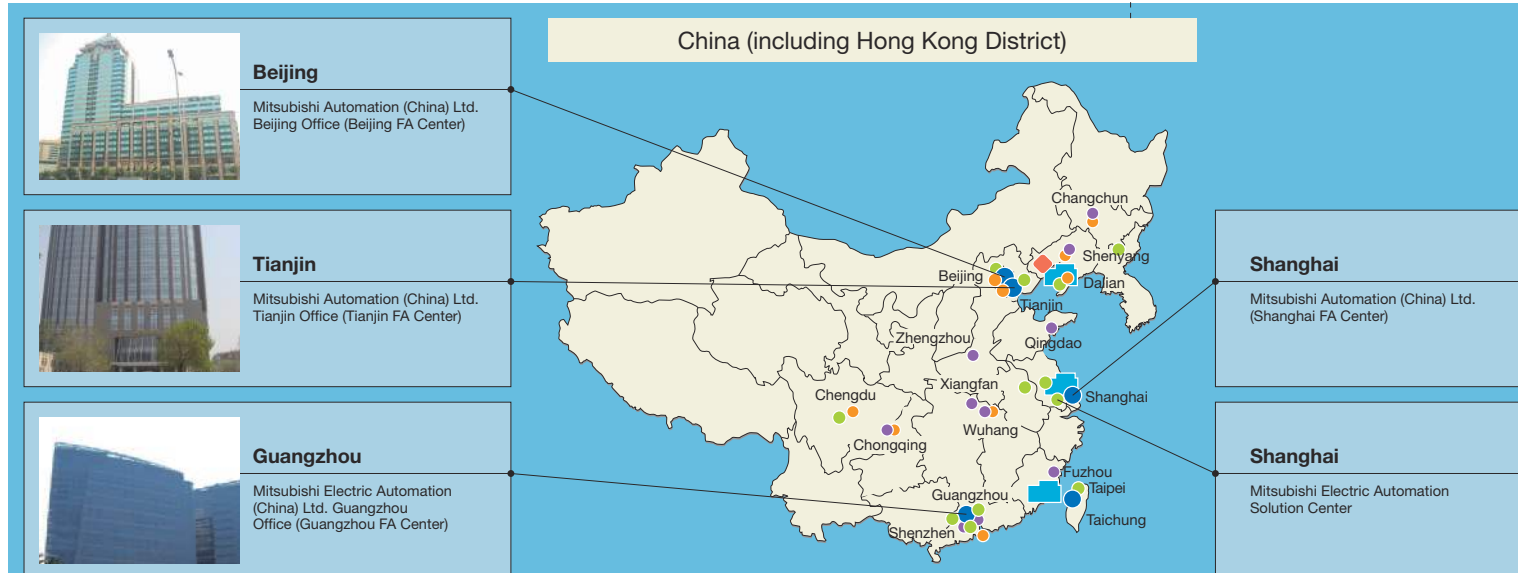 China (including Hong Kong District)
Beijing
Mitsubishi Automation (China) Ltd.
Beijing Office (Beijing FA Center)
Tianjin
Mitsubishi Automation (China) Ltd.
Tianjin Office (Tianjin FA Center)
Guangzhou
Mitsubishi Electric Automation
(China) Ltd. Guangzhou
Office (Guangzhou FA Center)
Changchun
Shenyang
Beijing
Dalian
Tianjin
Zhengzhou
Qingdao
Xiangfan
Chengdu
Shanghai
Wuhang
Chongqing
Fuzhou
Guangzhou
Taipei
Taichung
Shenzhen
Shanghai
Mitsubishi Automation (China) Ltd.
(Shanghai FA Center)
Shanghai
Mitsubishi Electric Automation
Solution Center